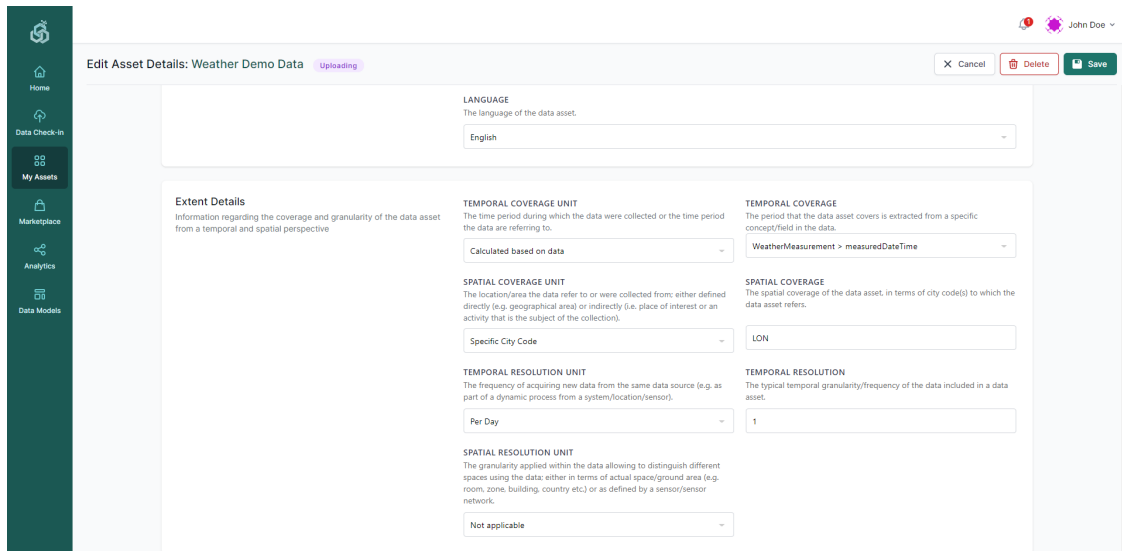 1
John Doe
Edit Asset Details: Weather Demo Data
Uploading
Cancel
Delete
Save
Home
Data Check-in
My Assets
Marketplace
Analytics
Data Models
LANGUAGE
The language of the data asset.
English
Extent Details
Information regarding the coverage and granularity of the data asset
from a temporal and spatial perspective
TEMPORAL COVERAGE UNIT
The time period during which the data were collected or the time period
the data are referring to.
Calculated based on data
TEMPORAL COVERAGE
The period that the data asset covers is extracted from a specific
concept/field in the data.
WeatherMeasurement > measuredDateTime
SPATIAL COVERAGE UNIT
The location/area the data refer to or were collected from; either defined
directly (e.g. geographical area) or indirectly (i.e. place of interest or an
activity that is the subject of the collection).
Specific City Code
SPATIAL COVERAGE
The spatial coverage of the data asset, in terms of city code(s) to which the
data asset refers.
LON
TEMPORAL RESOLUTION UNIT
The frequency of acquiring new data from the same data source (e.g. as
part of a dynamic process from a system/location/sensor).
Per Day
TEMPORAL RESOLUTION
The typical temporal granularity/frequency of the data included in a data
asset.
1
SPATIAL RESOLUTION UNIT
The granularity applied within the data allowing to distinguish different
spaces using the data; either in terms of actual space/ground area (e.g.
room, zone, building, country etc.) or as defined by a sensor/sensor
network.
Not applicable